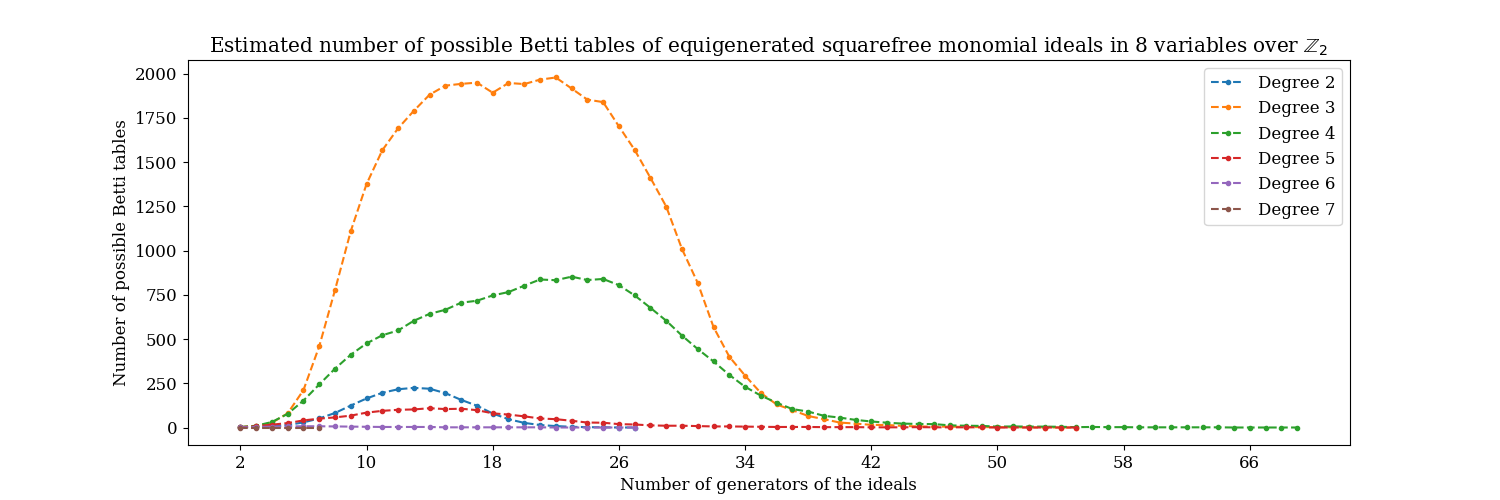 Estimated number of possible Betti tables of equigenerated squarefree monomial ideals in 8 variables over ℤ₂
Number of possible Betti tables
2000
1750
1500
1250
1000
750
500
250
0
Degree 2
Degree 3
Degree 4
Degree 5
Degree 6
Degree 7
2 10 18 26 34 42 50 58 66
Number of generators of the ideals